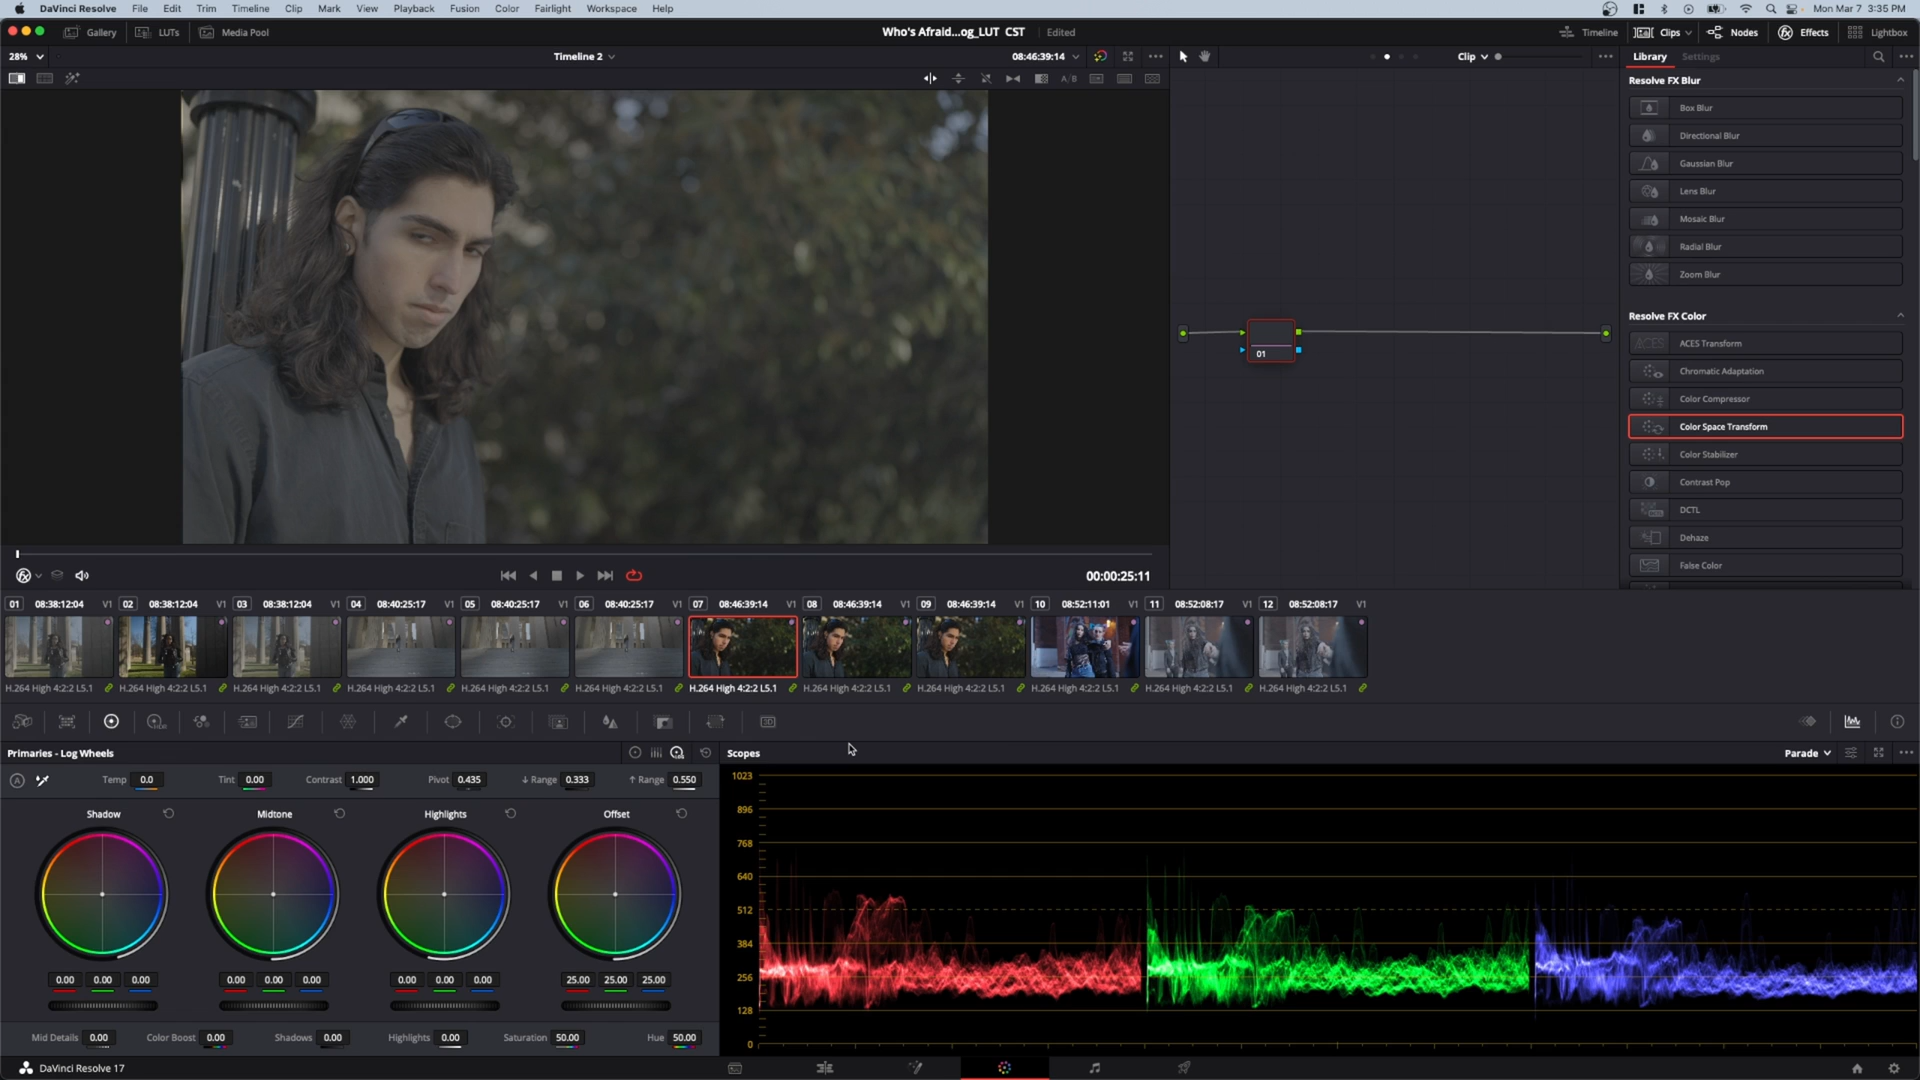 DaVinci Resolve File Edit Trim Timeline Clip Mark View Playback Fusion Color Fairlight Workspace Help Mon Mar 7 3:35 PM
Gallery LUTs Media Pool Who's Afraid...og_LUT CST Edited Timeline Clips Nodes Effects Lightbox
28% Timeline 2 08:46:39:14 Clip Library Settings
A/B
Resolve FX Blur
Box Blur
Directional Blur
Gaussian Blur
Lens Blur
Mosaic Blur
Radial Blur
Zoom Blur
Resolve FX Color
ACES ACES Transform
Chromatic Adaptation
Color Compressor
Color Space Transform
Color Stabilizer
Contrast Pop
DCTL
Dehaze
False Color
01
00:00:25:11
01 08:38:12:04 V1 02 08:38:12:04 V1 03 08:38:12:04 V1 04 08:40:25:17 V1 05 08:40:25:17 V1 06 08:40:25:17 V1 07 08:46:39:14 V1 08 08:46:39:14 V1 09 08:46:39:14 V1 10 08:52:11:01 V1 11 08:52:08:17 V1 12 08:52:08:17 V1
H.264 High 4:2:2 L5.1 H.264 High 4:2:2 L5.1 H.264 High 4:2:2 L5.1 H.264 High 4:2:2 L5.1 H.264 High 4:2:2 L5.1 H.264 High 4:2:2 L5.1 H.264 High 4:2:2 L5.1 H.264 High 4:2:2 L5.1 H.264 High 4:2:2 L5.1 H.264 High 4:2:2 L5.1 H.264 High 4:2:2 L5.1 H.264 High 4:2:2 L5.1
3D
Primaries - Log Wheels
Temp 0.0 Tint 0.00 Contrast 1.000 Pivot 0.435 ↓ Range 0.333 ↑ Range 0.550
Shadow Midtone Highlights Offset
0.00 0.00 0.00 0.00 0.00 0.00 0.00 0.00 0.00 25.00 25.00 25.00
Mid Details 0.00 Color Boost 0.00 Shadows 0.00 Highlights 0.00 Saturation 50.00 Hue 50.00
Scopes Parade
1023
896
768
640
512
384
256
128
0
DaVinci Resolve 17